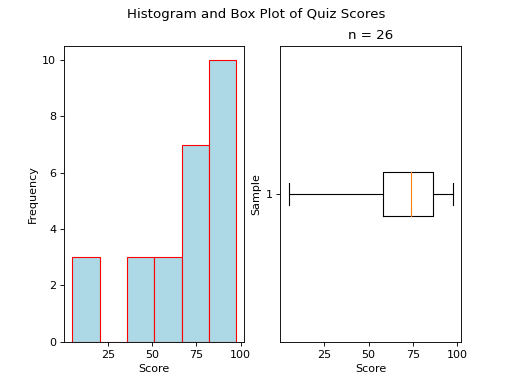 Histogram and Box Plot of Quiz Scores
10
8
6
4
2
0
Frequency
25 50 75 100
Score
n = 26
Sample
1
25 50 75 100
Score